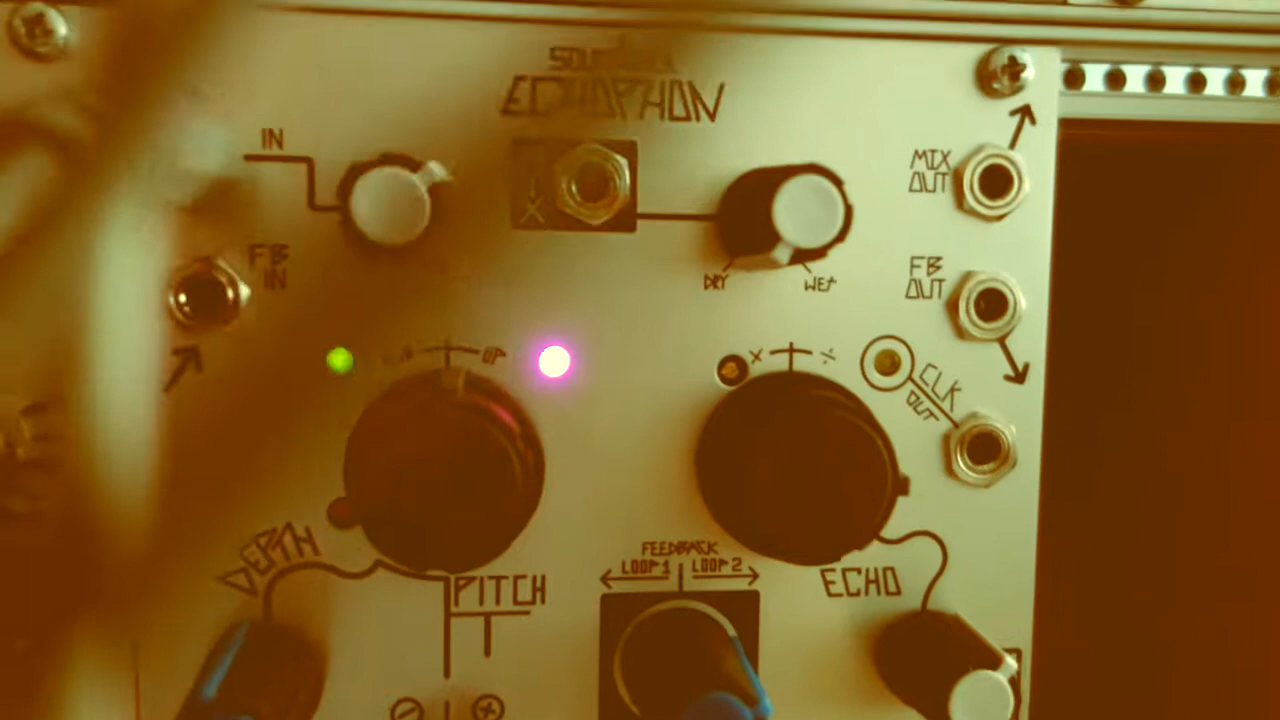 ECHOPHON
IN
MIX
OUT
FB
IN
FB
OUT
DRY
WET
UP
X
÷
CLK
OUT
DEPTH
FEEDBACK
LOOP 1
LOOP 2
PITCH
ECHO